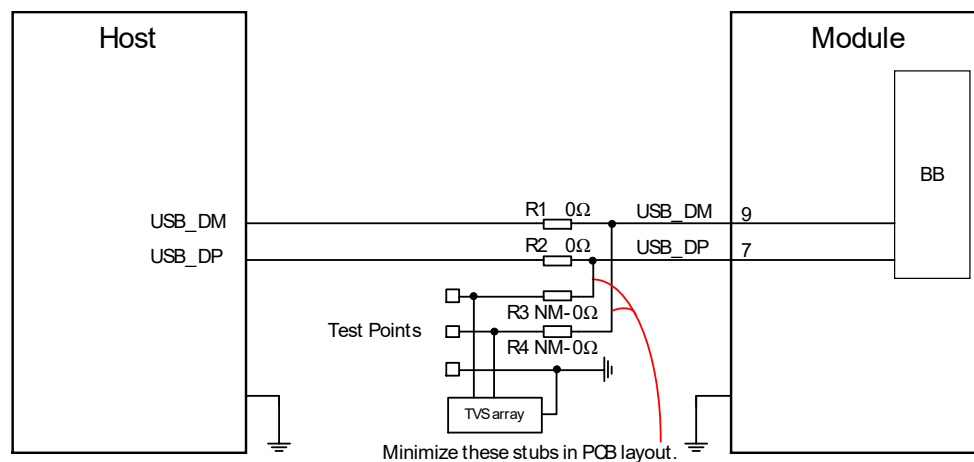 Host
Module
BB
R1 0Ω
USB_DM
9
USB_DM
R2 0Ω
USB_DP
7
USB_DP
R3 NM-0Ω
Test Points
R4 NM-0Ω
TVS array
Minimize these stubs in PCB layout.